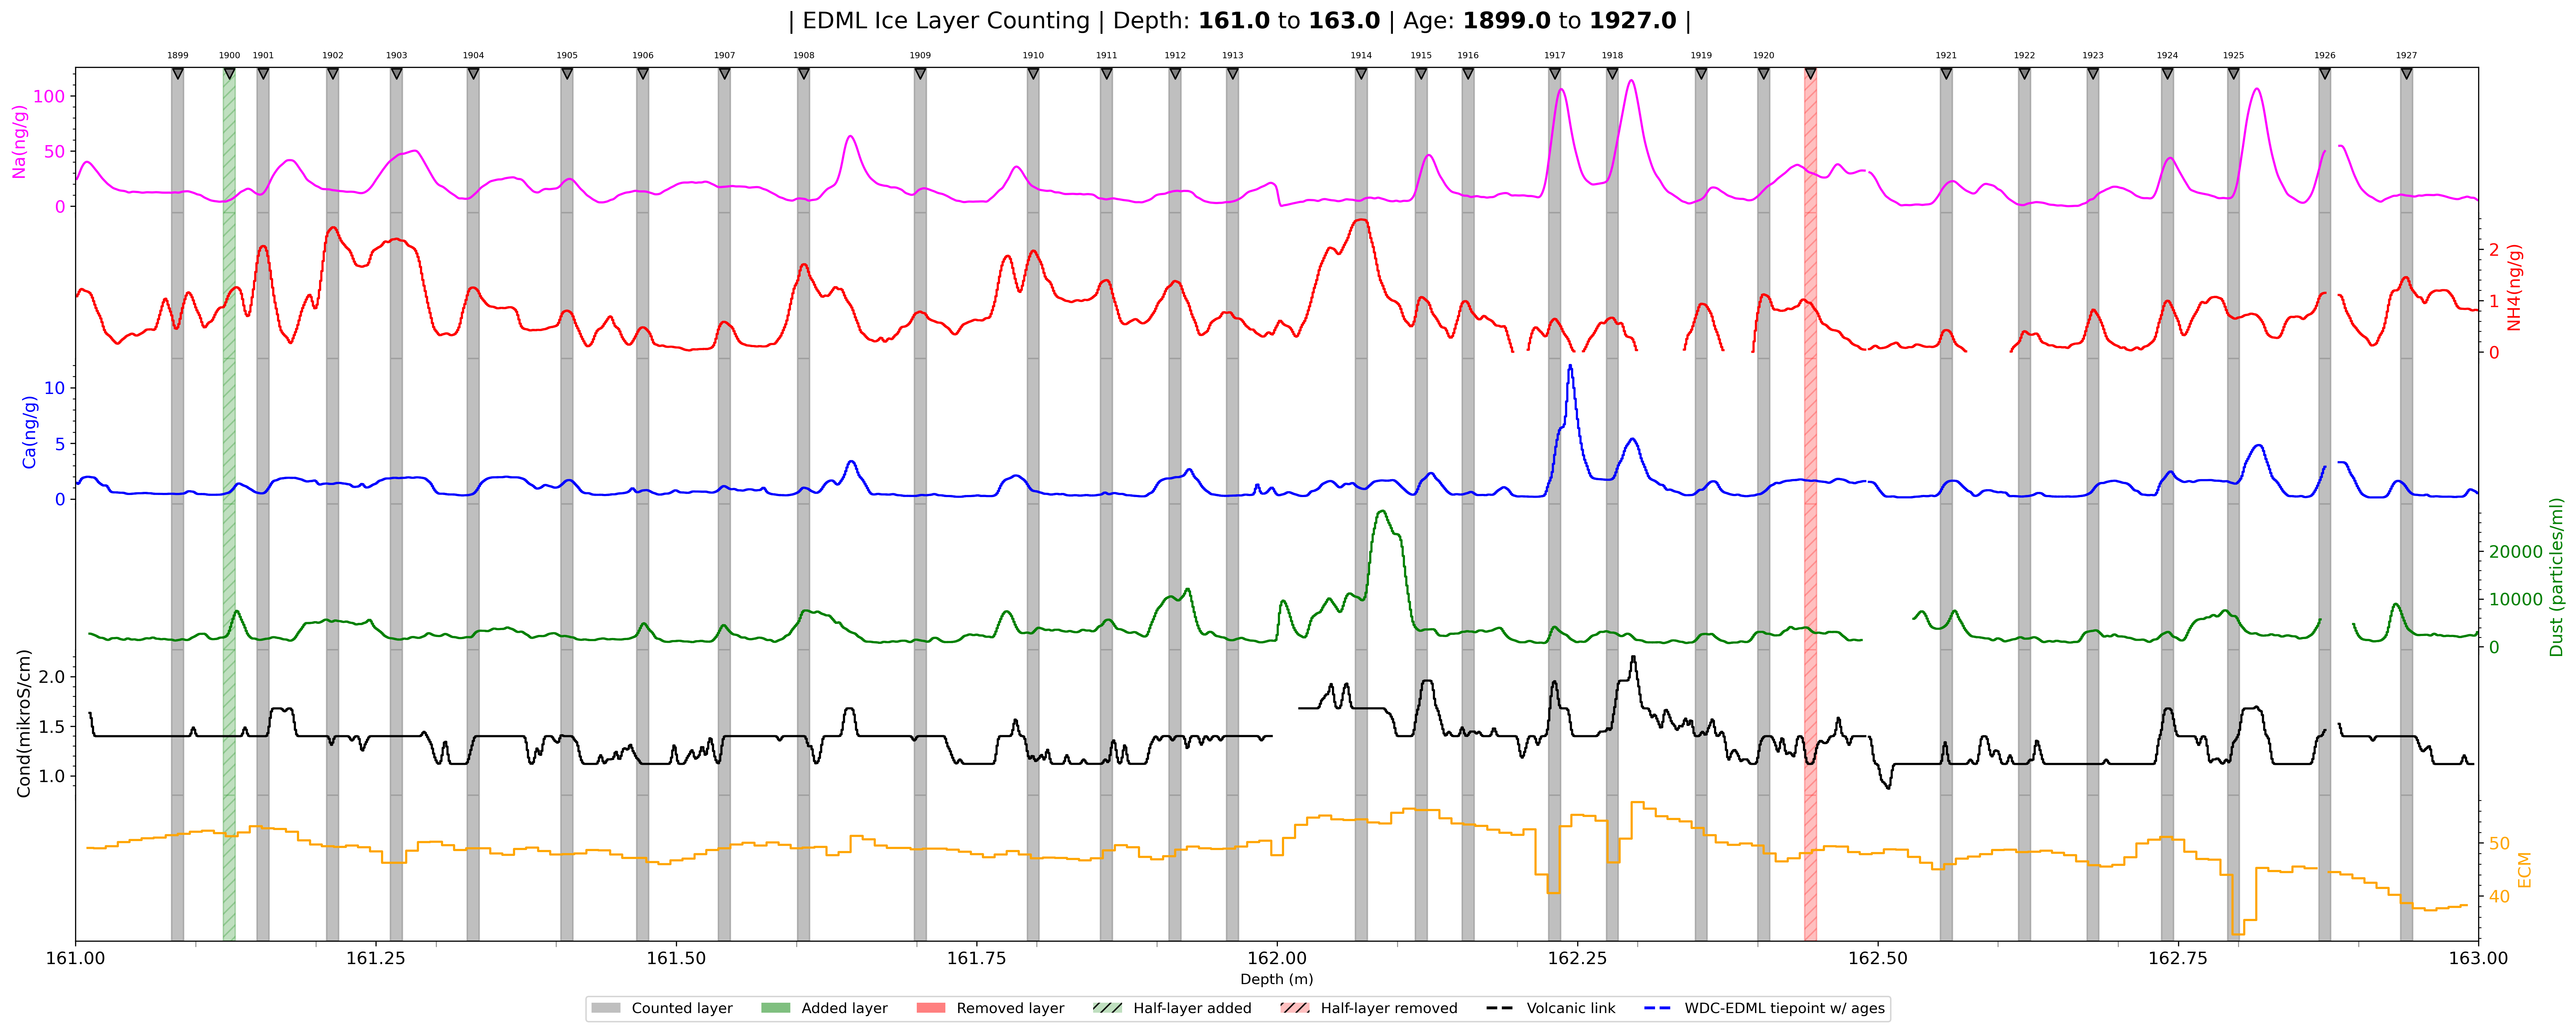 | EDML Ice Layer Counting | Depth: 161.0 to 163.0 | Age: 1899.0 to 1927.0 |
1899 1900 1901 1902 1903 1904 1905 1906 1907 1908 1909 1910 1911 1912 1913 1914 1915 1916 1917 1918 1919 1920 1921 1922 1923 1924 1925 1926 1927
Na(ng/g)
100
50
0
NH4(ng/g)
2
1
0
Ca(ng/g)
10
5
0
Dust (particles/ml)
20000
10000
0
Cond(mikroS/cm)
2.0
1.5
1.0
ECM
50
40
161.00 161.25 161.50 161.75 162.00 162.25 162.50 162.75 163.00
Depth (m)
Counted layer Added layer Removed layer Half-layer added Half-layer removed Volcanic link WDC-EDML tiepoint w/ ages